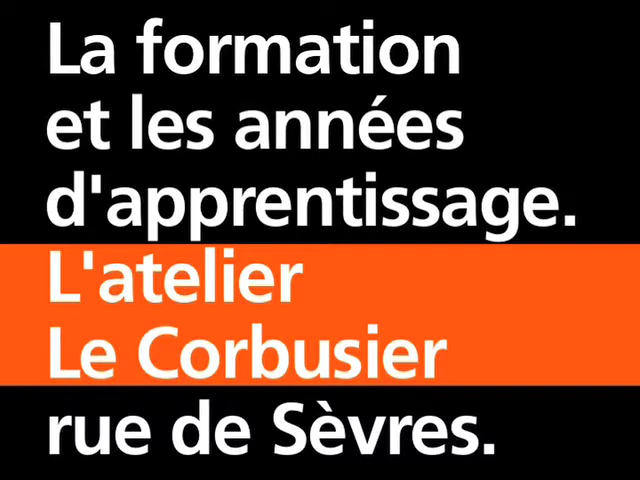 La formation
et les années
d'apprentissage.
L'atelier
Le Corbusier
rue de Sèvres.